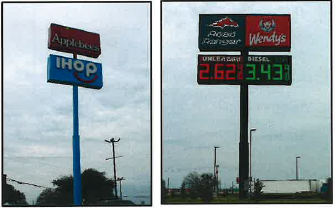 Applebee's
IHOP
Road Ranger
Wendy's
UNLEADED DIESEL
2.62 3.43